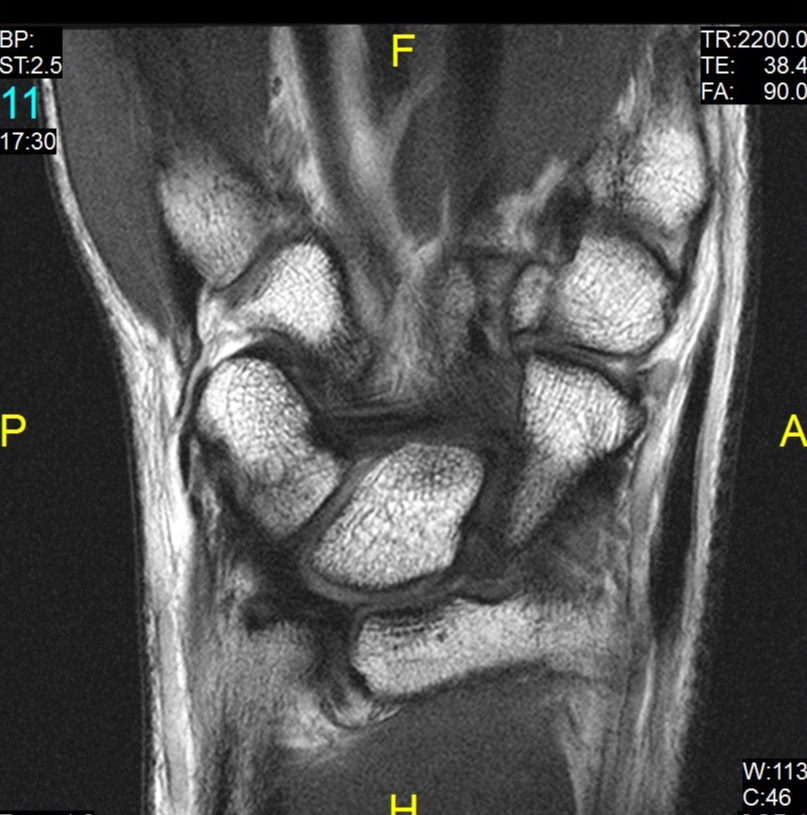 BP:
ST:2.5
11
17:30
F
TR:2200.0
TE: 38.4
FA: 90.0
P
A
W:113
C:46
H